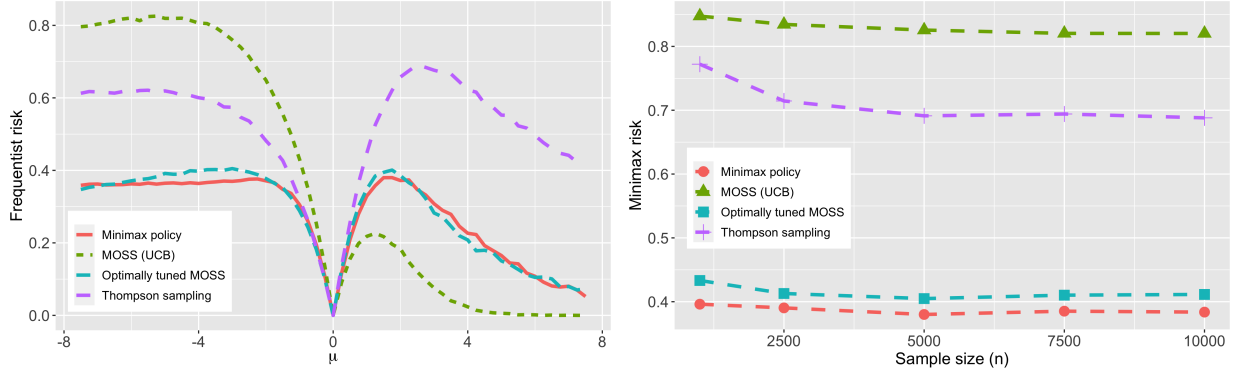 Frequentist risk
0.8
0.6
0.4
0.2
0.0
Minimax policy
MOSS (UCB)
Optimally tuned MOSS
Thompson sampling
-8
-4
0
4
8
μ
Minimax risk
0.8
0.7
0.6
0.5
0.4
Minimax policy
MOSS (UCB)
Optimally tuned MOSS
Thompson sampling
2500
5000
7500
10000
Sample size (n)